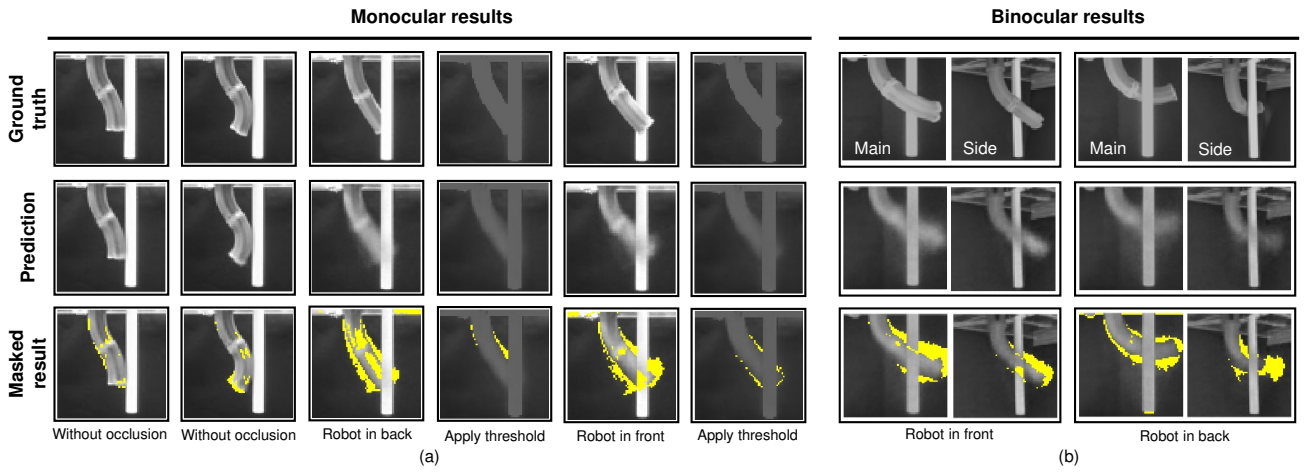 Monocular results
Binocular results
Ground
truth
Main
Side
Main
Side
Prediction
Masked
result
Without occlusion
Without occlusion
Robot in back
Apply threshold
Robot in front
Apply threshold
Robot in front
Robot in back
(a)
(b)